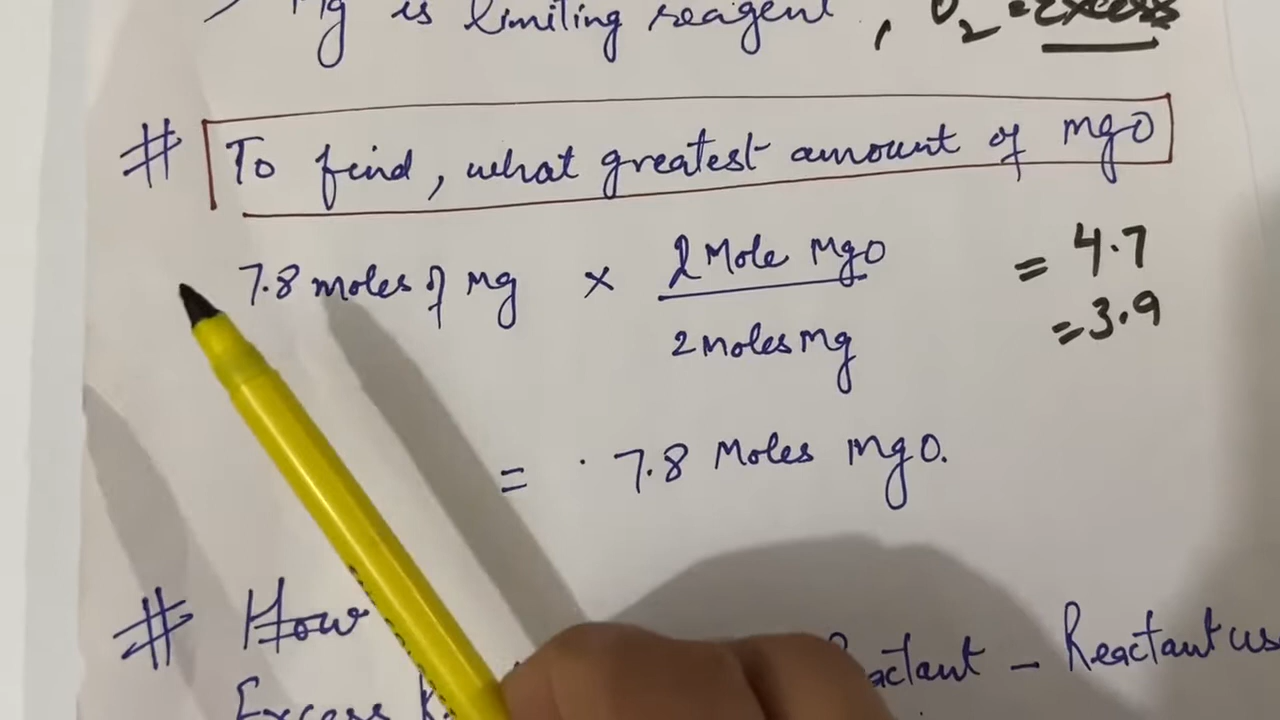 Mg is limiting reagent, O2 = Excess
# To find, what greatest amount of MgO
7.8 moles of Mg × 2 Mole MgO = 4.7
2 moles Mg = 3.9
= 7.8 Moles MgO.
# How actant - Reactant us
Excess